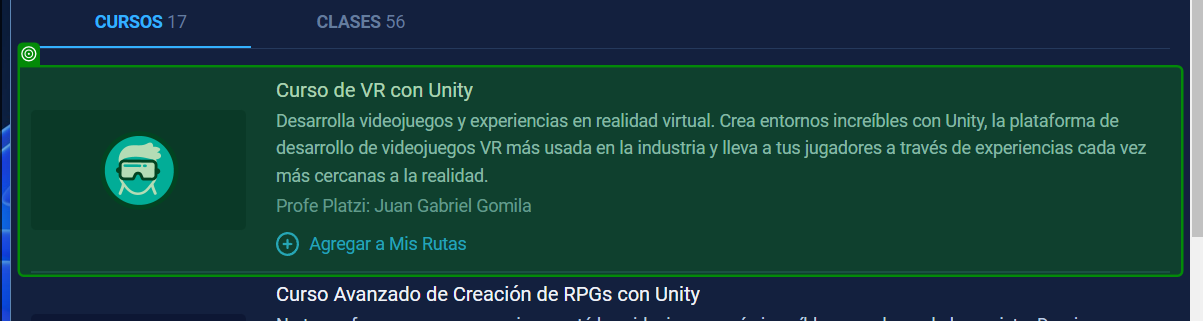 CURSOS 17
CLASES 56
Curso de VR con Unity
Desarrolla videojuegos y experiencias en realidad virtual. Crea entornos increíbles con Unity, la plataforma de
desarrollo de videojuegos VR más usada en la industria y lleva a tus jugadores a través de experiencias cada vez
más cercanas a la realidad.
Profe Platzi: Juan Gabriel Gomila
Agregar a Mis Rutas
Curso Avanzado de Creación de RPGs con Unity